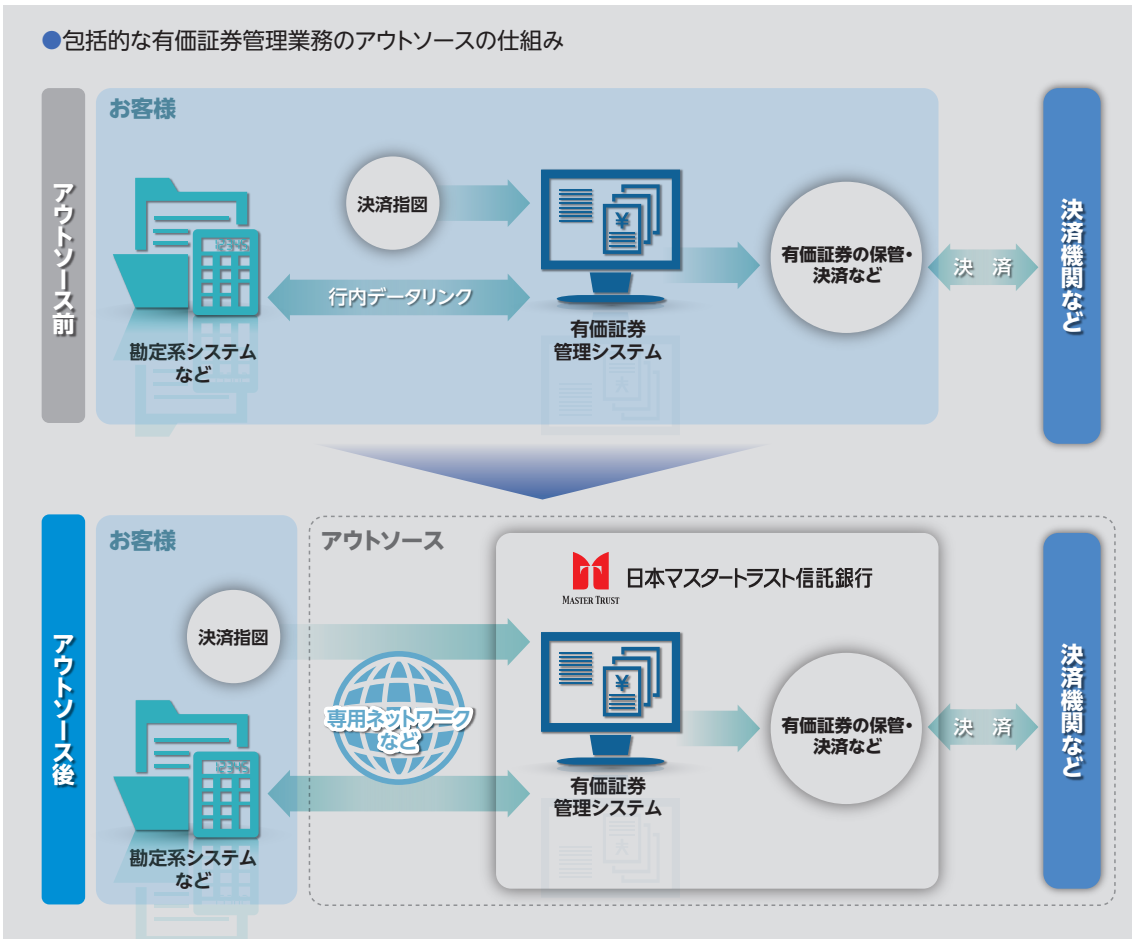 ●包括的な有価証券管理業務のアウトソースの仕組み
アウトソース前
お客様
決済指図
行内データリンク
勘定系システム
など
¥
有価証券
管理システム
有価証券の保管・
決済など
決 済
決済機関など
アウトソース後
お客様
アウトソース
MASTER TRUST
日本マスタートラスト信託銀行
決済指図
専用ネットワーク
など
勘定系システム
など
¥
有価証券
管理システム
有価証券の保管・
決済など
決 済
決済機関など
12345
12345